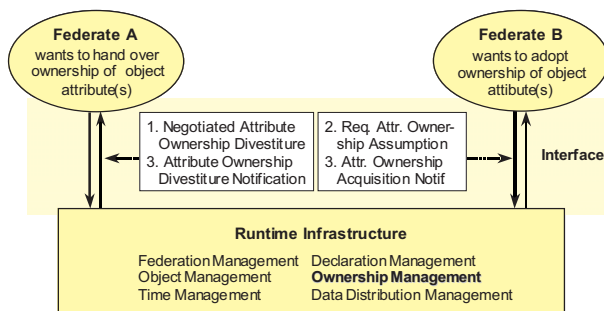 Federate A
wants to hand over
ownership of object
attribute(s)
Federate B
wants to adopt
ownership of object
attibute(s)
1. Negotiated Attribute
Ownership Divestiture
3. Attribute Ownership
Divestiture Notification
2. Req. Attr. Owner-
ship Assumption
3. Attr. Ownership
Acquisition Notif
Interface
Runtime Infrastructure
Federation Management Declaration Management
Object Management Ownership Management
Time Management Data Distribution Management